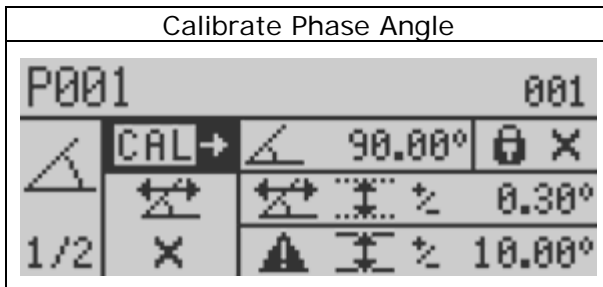 Calibrate Phase Angle
P001 001
CAL 90.00°
+/- 0.30°
1/2 +/- 10.00°